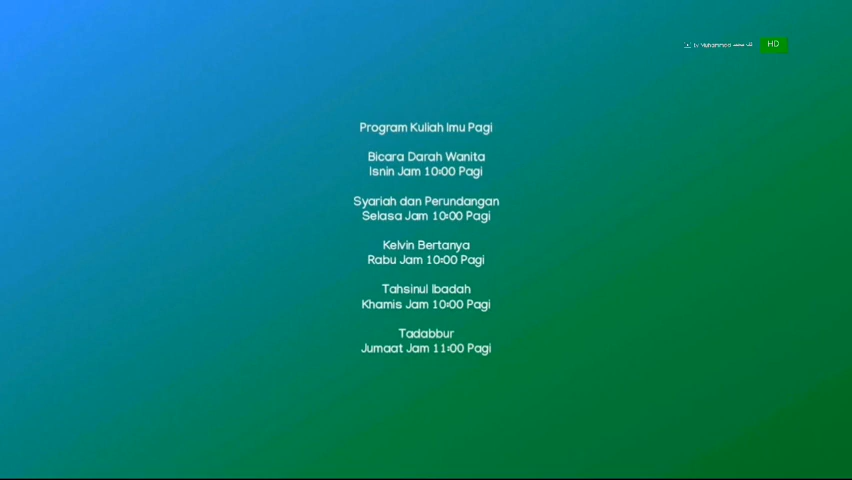 tv Muhammad
HD
Program Kuliah Imu Pagi
Bicara Darah Wanita
Isnin Jam 10:00 Pagi
Syariah dan Perundangan
Selasa Jam 10:00 Pagi
Kelvin Bertanya
Rabu Jam 10:00 Pagi
Tahsinul Ibadah
Khamis Jam 10:00 Pagi
Tadabbur
Jumaat Jam 11:00 Pagi